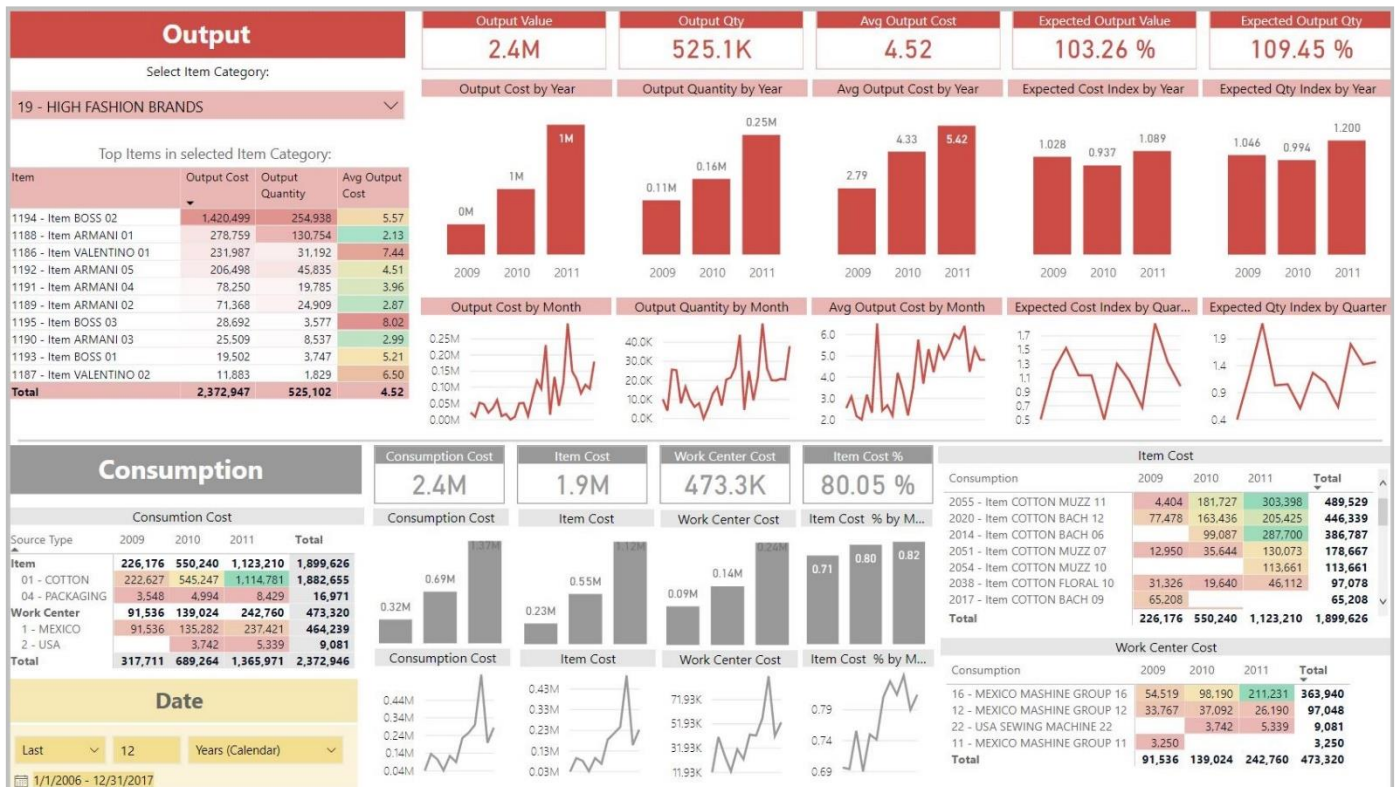 Output
Select Item Category:
19 - HIGH FASHION BRANDS
Top Items in selected Item Category:
Item Output Cost Output Quantity Avg Output Cost
1194 - Item BOSS 02 1,420,499 254,938 5.57
1188 - Item ARMANI 01 278,759 130,754 2.13
1186 - Item VALENTINO 01 231,987 31,192 7.44
1192 - Item ARMANI 05 206,498 45,835 4.51
1191 - Item ARMANI 04 78,250 19,785 3.96
1189 - Item ARMANI 02 71,368 24,909 2.87
1195 - Item BOSS 03 28,692 3,577 8.02
1190 - Item ARMANI 03 25,509 8,537 2.99
1193 - Item BOSS 01 19,502 3,747 5.21
1187 - Item VALENTINO 02 11,883 1,829 6.50
Total 2,372,947 525,102 4.52
Output Value
2.4M
Output Qty
525.1K
Avg Output Cost
4.52
Expected Output Value
103.26 %
Expected Output Qty
109.45 %
Output Cost by Year
0M 1M 1M
2009 2010 2011
Output Quantity by Year
0.11M 0.16M 0.25M
2009 2010 2011
Avg Output Cost by Year
2.79 4.33 5.42
2009 2010 2011
Expected Cost Index by Year
1.028 0.937 1.089
2009 2010 2011
Expected Qty Index by Year
1.046 0.994 1.200
2009 2010 2011
Output Cost by Month
0.25M
0.20M
0.15M
0.10M
0.05M
0.00M
Output Quantity by Month
40.0K
30.0K
20.0K
10.0K
0.0K
Avg Output Cost by Month
6.0
5.0
4.0
3.0
2.0
Expected Cost Index by Quar...
1.7
1.5
1.3
1.1
0.9
0.7
0.5
Expected Qty Index by Quarter
1.9
1.4
0.9
0.4
Consumption
Consumtion Cost
Source Type 2009 2010 2011 Total
Item 226,176 550,240 1,123,210 1,899,626
01 - COTTON 222,627 545,247 1,114,781 1,882,655
04 - PACKAGING 3,548 4,994 8,429 16,971
Work Center 91,536 139,024 242,760 473,320
1 - MEXICO 91,536 135,282 237,421 464,239
2 - USA 3,742 5,339 9,081
Total 317,711 689,264 1,365,971 2,372,946
Date
Last 12 Years (Calendar)
1/1/2006 - 12/31/2017
Consumption Cost
2.4M
Item Cost
1.9M
Work Center Cost
473.3K
Item Cost %
80.05 %
Consumption Cost
0.32M 0.69M 1.37M
Item Cost
0.23M 0.55M 1.12M
Work Center Cost
0.09M 0.14M 0.24M
Item Cost % by M...
0.71 0.80 0.82
Consumption Cost
0.44M
0.34M
0.24M
0.14M
0.04M
Item Cost
0.43M
0.33M
0.23M
0.13M
0.03M
Work Center Cost
71.93K
51.93K
31.93K
11.93K
Item Cost % by M...
0.79
0.74
0.69
Item Cost
Consumption 2009 2010 2011 Total
2055 - Item COTTON MUZZ 11 4,404 181,727 303,398 489,529
2020 - Item COTTON BACH 12 77,478 163,436 205,425 446,339
2014 - Item COTTON BACH 06 99,087 287,700 386,787
2051 - Item COTTON MUZZ 07 12,950 35,644 130,073 178,667
2054 - Item COTTON MUZZ 10 113,661 113,661
2038 - Item COTTON FLORAL 10 31,326 19,640 46,112 97,078
2017 - Item COTTON BACH 09 65,208 65,208
Total 226,176 550,240 1,123,210 1,899,626
Work Center Cost
Consumption 2009 2010 2011 Total
16 - MEXICO MASHINE GROUP 16 54,519 98,190 211,231 363,940
12 - MEXICO MASHINE GROUP 12 33,767 37,092 26,190 97,048
22 - USA SEWING MACHINE 22 3,742 5,339 9,081
11 - MEXICO MASHINE GROUP 11 3,250 3,250
Total 91,536 139,024 242,760 473,320